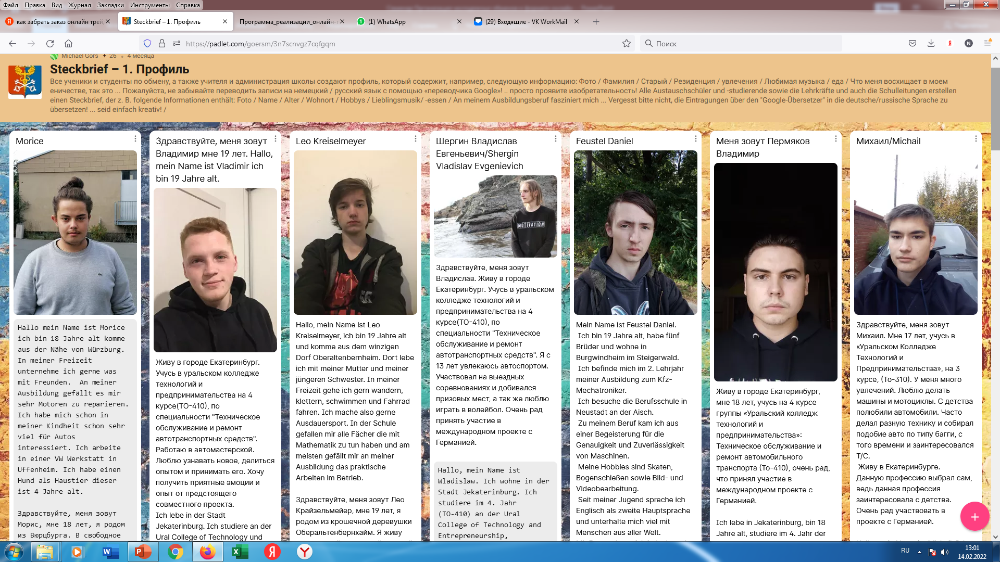 Файл Правка Вид Журнал Закладки Инструменты Справка
как забрать заказ онлайн трей
Steckbrief – 1. Профиль
Программа_реализации_онлайн-
(1) WhatsApp
(29) Входящие - VK WorkMail
https://padlet.com/goersm/3n7scnvgz7cqfgqm
Поиск
Michael Görs + 26 • 4 месяца
Steckbrief – 1. Профиль
Все ученики и студенты по обмену, а также учителя и администрация школы создают профиль, который содержит, например, следующую информацию: Фото / Фамилия / Старый / Резиденция / увлечения / Любимая музыка / еда / Что меня восхищает в моем
еничестве, так это ... Пожалуйста, не забывайте переводить записи на немецкий / русский язык с помощью «переводчика Google»! .. просто проявите изобретательность! Alle Austauschschüler und -studierende sowie die Lehrkräfte und auch die Schulleitungen erstellen
einen Steckbrief, der z. B. folgende Informationen enthält: Foto / Name / Alter / Wohnort / Hobbys / Lieblingsmusik/ -essen / An meinem Ausbildungsberuf fasziniert mich ... Vergesst bitte nicht, die Eintragungen über den "Google-Übersetzer" in die deutsche/russische Sprache zu
übersetzen! ... seid einfach kreativ! /
Morice
Hallo mein Name ist Morice
ich bin 18 Jahre alt komme
aus der Nähe von Würzburg.
In meiner Freizeit
unternehme ich gerne was
mit Freunden. An meiner
Ausbildung gefällt es mir
sehr Motoren zu reparieren.
Ich habe mich schon in
meiner Kindheit schon sehr
viel für Autos
interessiert. Ich arbeite
in einer VW Werkstatt in
Uffenheim. Ich habe einen
Hund als Haustier dieser
ist 4 Jahre alt.
Здравствуйте, меня зовут
Морис, мне 18 лет, я родом
из Вюрцбурга. В свободное
Здравствуйте, меня зовут
Владимир мне 19 лет. Hallo,
mein Name ist Vladimir ich
bin 19 Jahre alt.
Живу в городе Екатеринбург.
Учусь в уральском колледже
технологий и
предпринимательства на 4
курсе(ТО-410), по
специальности "Техническое
обслуживание и ремонт
автотранспортных средств".
Работаю в автомастерской.
Люблю узнавать новое, делиться
опытом и принимать его. Хочу
получить приятные эмоции и
опыт от предстоящего
совместного проекта.
Ich lebe in der Stadt
Jekaterinburg. Ich studiere an der
Ural College of Technology und
Leo Kreiselmeyer
Hallo, mein Name ist Leo
Kreiselmeyer, ich bin 19 Jahre alt
und komme aus dem winzigen
Dorf Oberaltenbernheim. Dort lebe
ich mit meiner Mutter und meiner
jüngeren Schwester. In meiner
Freizeit gehe ich gern wandern,
klettern, schwimmen und Fahrrad
fahren. Ich mache also gerne
Ausdauersport. In der Schule
gefallen mir alle Fächer die mit
Mathematik zu tun haben und am
meisten gefällt mir an meiner
Ausbildung das praktische
Arbeiten im Betrieb.
Здравствуйте, меня зовут Лео
Крайзельмейер, мне 19 лет, я
родом из крошечной деревушки
Оберальтенбернхайм. Я живу
Шергин Владислав
Евгеньевич/Shergin
Vladislav Evgenievich
MOTIVATION
Здравствуйте, меня зовут
Владислав. Живу в городе
Екатеринбург. Учусь в уральском
колледже технологий и
предпринимательства на 4
курсе(ТО-410), по
специальности "Техническое
обслуживание и ремонт
автотранспортных средств". Я с
13 лет увлекаюсь автоспортом.
Участвовал на выездных
соревнованиях и добивался
призовых мест, а так же люблю
играть в волейбол. Очень рад
принять участие в
международном проекте с
Германией.
Hallo, mein Name ist
Wladislaw. Ich wohne in der
Stadt Jekaterinburg. Ich
studiere im 4. Jahr
(TO-410) an der Ural
College of Technology and
Entrepreneurship,
Feustel Daniel
Mein Name ist Feustel Daniel.
Ich bin 19 Jahre alt, habe fünf
Brüder und wohne in
Burgwindheim im Steigerwald.
Ich befinde mich im 2. Lehrjahr
meiner Ausbildung zum Kfz-
Mechatroniker.
Ich besuche die Berufsschule in
Neustadt an der Aisch.
Zu meinem Beruf kam ich aus
einer Begeisterung für die
Genauigkeit und Zuverlässigkeit
von Maschinen.
Meine Hobbies sind Skaten,
Bogenschießen sowie Bild- und
Videobearbeitung.
Seit meiner Jugend spreche ich
Englisch als zweite Hauptsprache
und unterhalte mich viel mit
Menschen aus aller Welt.
Меня зовут Пермяков
Владимир
Живу в городе Екатеринбург,
мне 18 лет, учусь на 4 курсе
группы «Уральский колледж
технологий и
предпринимательства»:
Техническое обслуживание и
ремонт автомобильного
транспорта (То-410), очень рад,
что принял участие в
международном проекте с
Германией.
Ich lebe in Jekaterinburg, bin 18
Jahre alt, studiere im 4. Jahr der
Михаил/Michail
Здравствуйте, меня зовут
Михаил. Мне 17 лет, учусь в
«Уральском Колледже
Технологий и
Предпринимательства», на 3
курсе, (То-310). У меня много
увлечений. Люблю делать
машины и мотоциклы. С детства
полюбили автомобили. Часто
делал разную технику и собирал
подобие авто по типу багги, с
того времени и заинтересовался
Т/С.
Живу в Екатеринбурге.
Данную профессию выбрал сам,
ведь данная профессия
заинтересовала с детства.
Очень рад участвовать в
проекте с Германией.
RU
13:01
14.02.2022